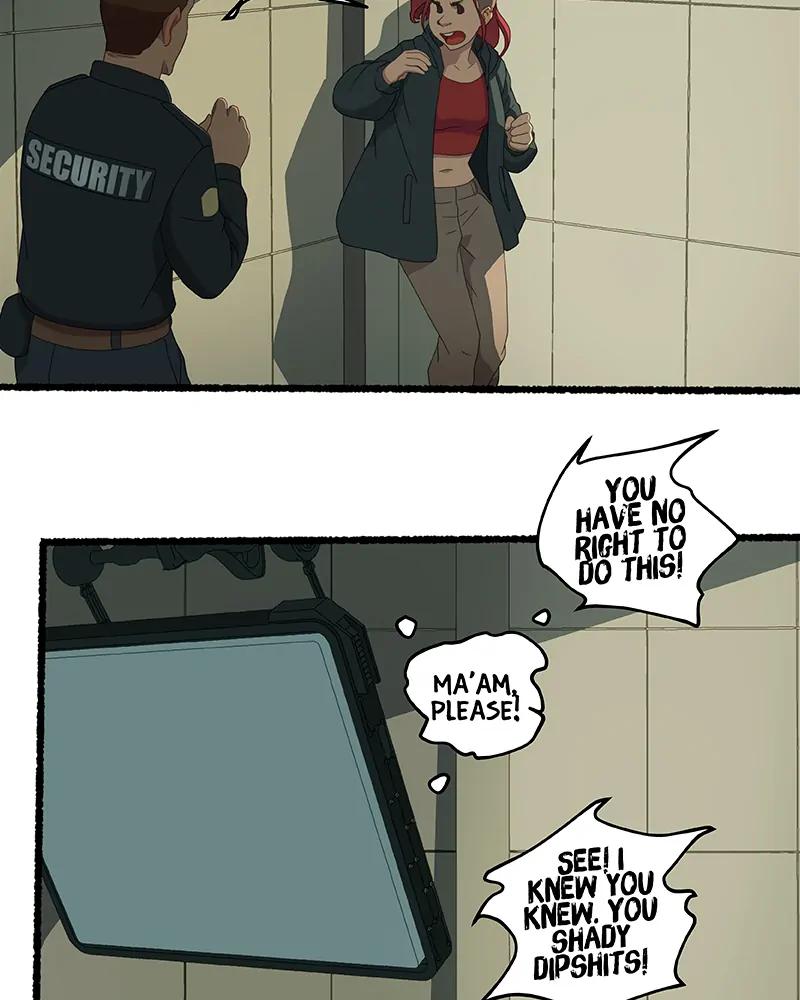 SECURITY
YOU
HAVE NO
RIGHT TO
DO THIS!
MA'AM,
PLEASE!
SEE! I
KNEW YOU
KNEW. YOU
SHADY
DIPSHITS!